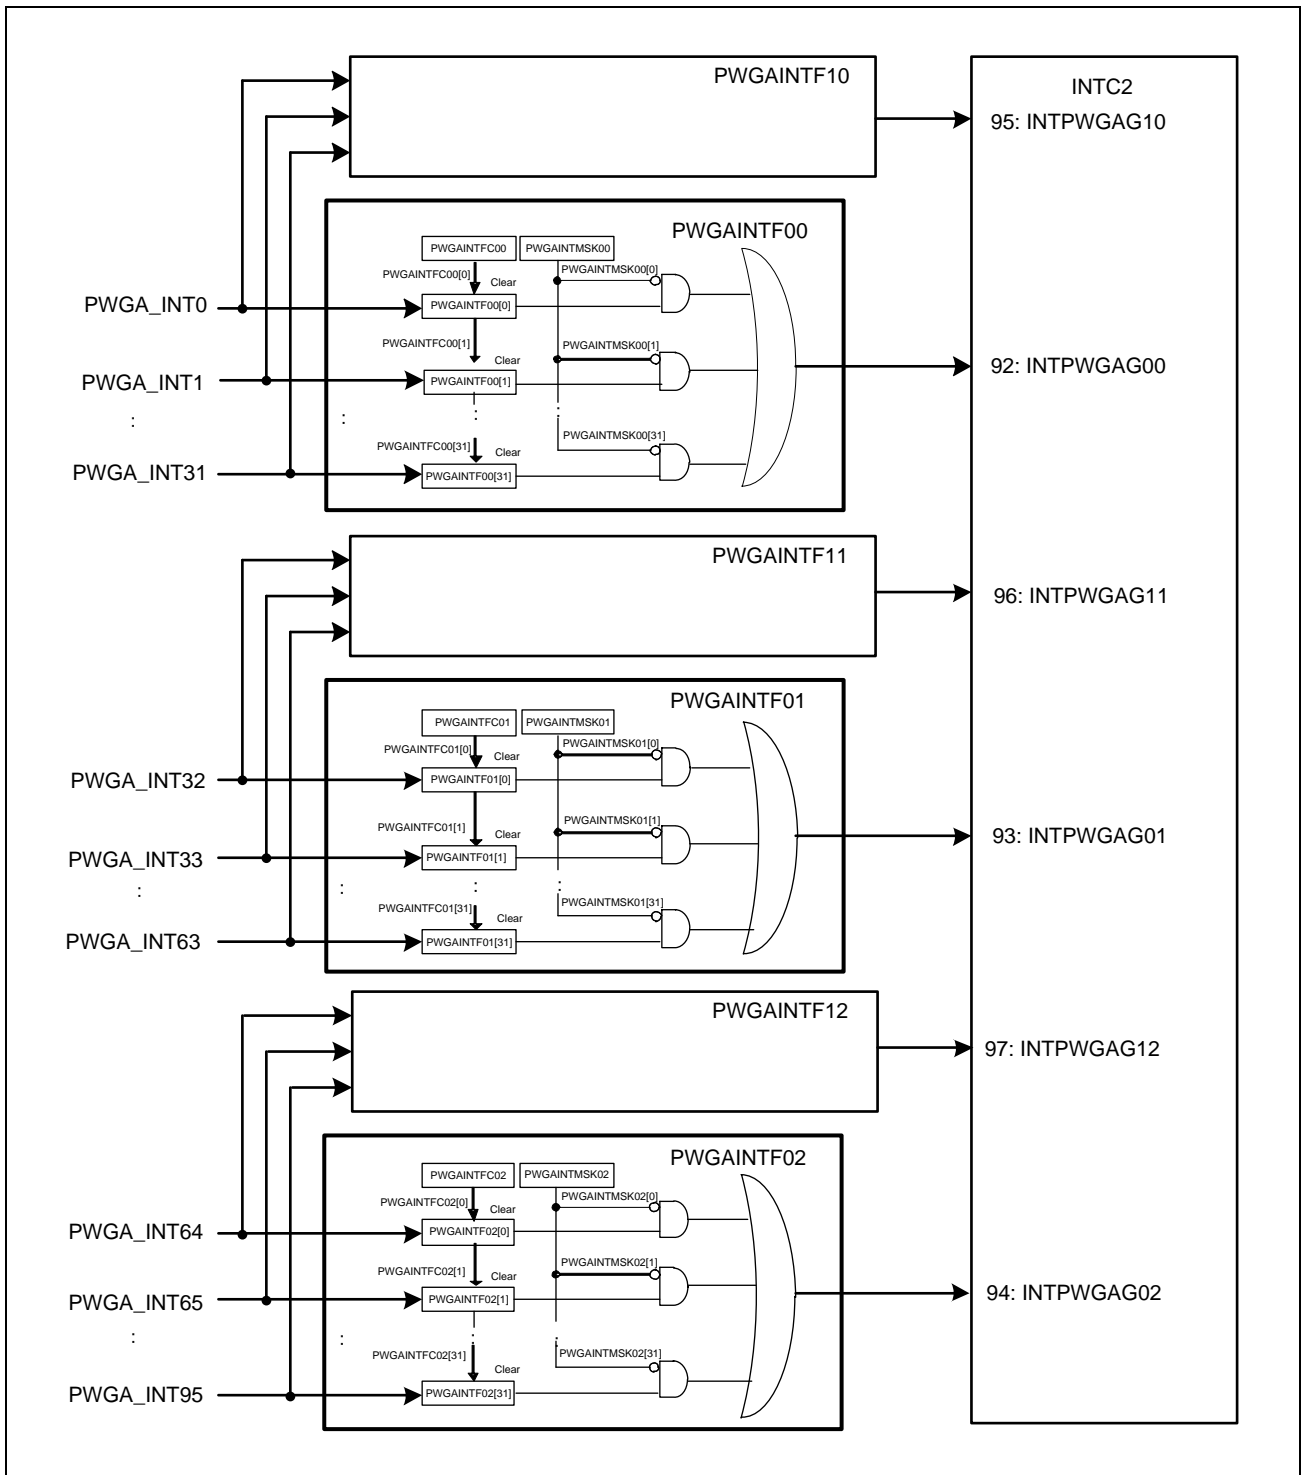 PWGAINTF10
INTC2
95: INTPWGAG10
PWGAINTF00
PWGAINTFC00
PWGAINTMSK00
PWGAINTFC00[0]
Clear
PWGAINTMSK00[0]
PWGA_INT0
PWGAINTF00[0]
PWGAINTFC00[1]
Clear
PWGAINTMSK00[1]
PWGA_INT1
PWGAINTF00[1]
92: INTPWGAG00
:
:
:
:
PWGAINTFC00[31]
Clear
PWGAINTMSK00[31]
PWGA_INT31
PWGAINTF00[31]
PWGAINTF11
96: INTPWGAG11
PWGAINTF01
PWGAINTFC01
PWGAINTMSK01
PWGAINTFC01[0]
Clear
PWGAINTMSK01[0]
PWGA_INT32
PWGAINTF01[0]
PWGAINTFC01[1]
Clear
PWGAINTMSK01[1]
PWGA_INT33
PWGAINTF01[1]
93: INTPWGAG01
:
:
:
:
PWGAINTFC01[31]
Clear
PWGAINTMSK01[31]
PWGA_INT63
PWGAINTF01[31]
PWGAINTF12
97: INTPWGAG12
PWGAINTF02
PWGAINTFC02
PWGAINTMSK02
PWGAINTFC02[0]
Clear
PWGAINTMSK02[0]
PWGA_INT64
PWGAINTF02[0]
PWGAINTFC02[1]
Clear
PWGAINTMSK02[1]
PWGA_INT65
PWGAINTF02[1]
94: INTPWGAG02
:
:
:
:
PWGAINTFC02[31]
Clear
PWGAINTMSK02[31]
PWGA_INT95
PWGAINTF02[31]